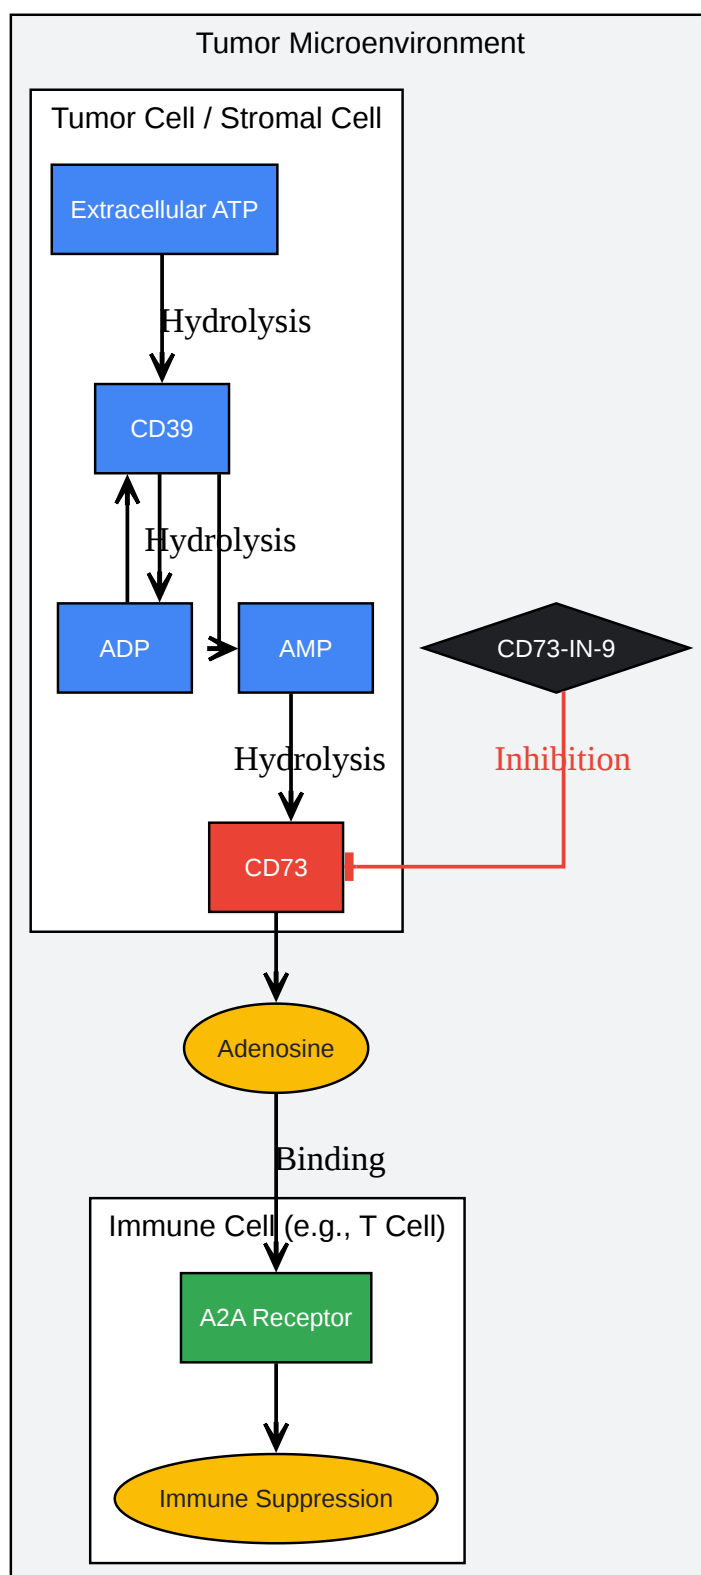 Tumor Microenvironment
Tumor Cell / Stromal Cell
Extracellular ATP
Hydrolysis
CD39
Hydrolysis
ADP
AMP
CD73-IN-9
Hydrolysis
Inhibition
CD73
Adenosine
Binding
Immune Cell (e.g., T Cell)
A2A Receptor
Immune Suppression